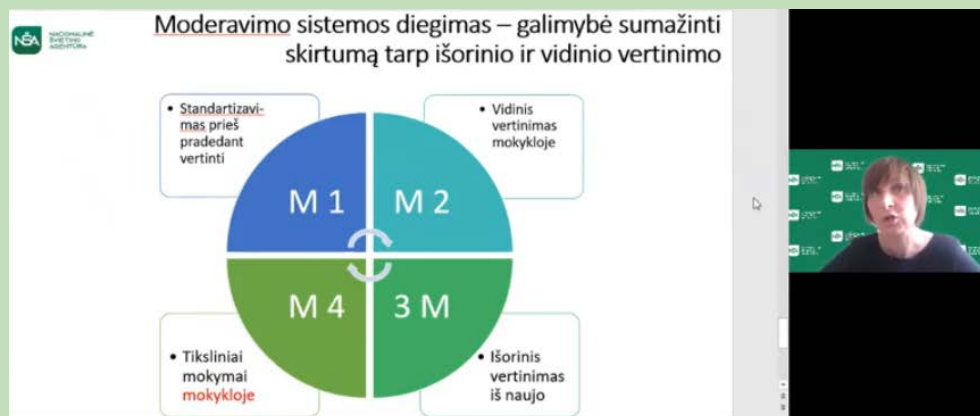 NŠA
NACIONALINĖ
ŠVIETIMO
AGENTŪRA
Moderavimo sistemos diegimas – galimybė sumažinti
skirtumą tarp išorinio ir vidinio vertinimo
• Standartizavi-
mas prieš
pradedant
vertinti
• Vidinis
vertinimas
mokykloje
M 1
M 2
M 4
3 M
• Tiksliniai
mokymai
mokykloje
• Išorinis
vertinimas
iš naujo